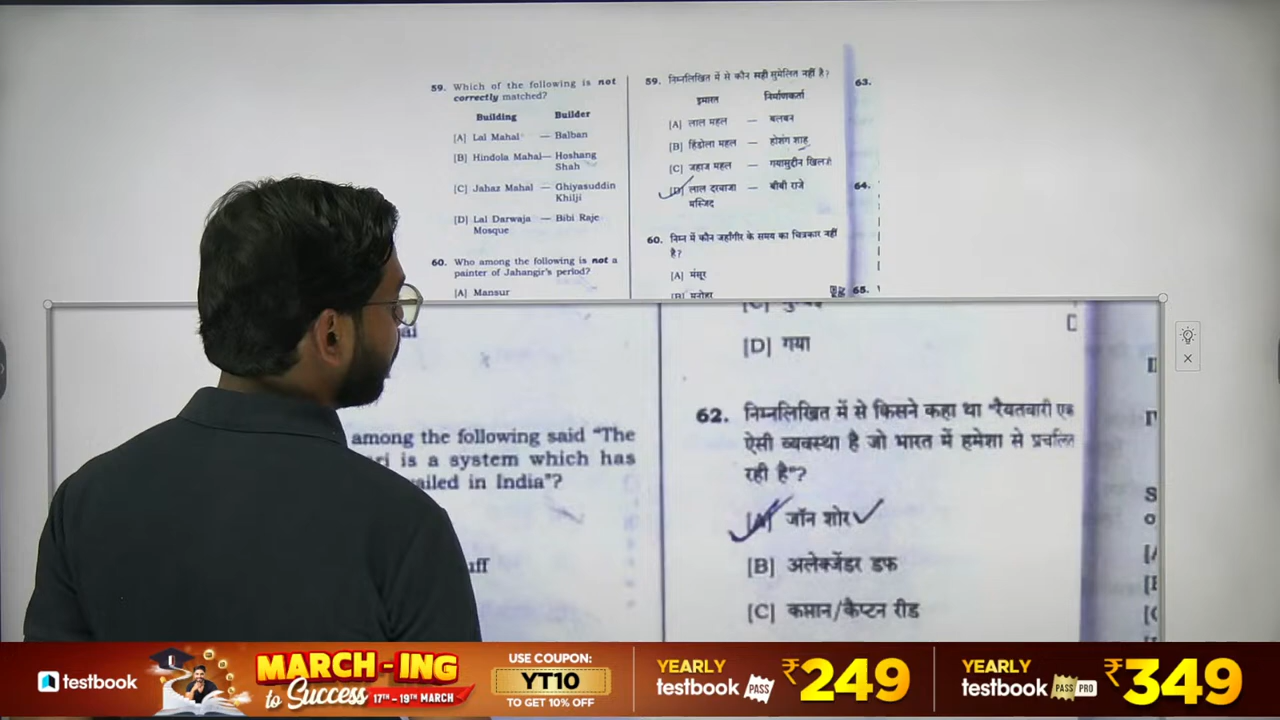 59. Which of the following is not
correctly matched?
Building Builder
[A] Lal Mahal — Balban
[B] Hindola Mahal— Hoshang
Shah
[C] Jahaz Mahal — Ghiyasuddin
Khilji
[D] Lal Darwaja — Bibi Raje
Mosque
60. Who among the following is not a
painter of Jahangir's period?
[A] Mansur
59. निम्नलिखित में से कौन सही सुमेलित नहीं है?
इमारत निर्माणकर्ता
[A] लाल महल — बलबन
[B] हिंडोला महल — होशंग शाह
[C] जहाज महल — गयासुद्दीन खिलजी
[D] लाल दरवाजा — बीबी राजे
मस्जिद
60. निम्न में कौन जहाँगीर के समय का चित्रकार नहीं
है?
[A] मंसूर
63.
64.
65.
among the following said "The
is a system which has
in India"?
[D] गया
62. निम्नलिखित में से किसने कहा था "रैयतवारी एक
ऐसी व्यवस्था है जो भारत में हमेशा से प्रचलित
रही है"?
[A] जॉन शोर
[B] अलेक्जेंडर डफ
[C] कप्तान/कैप्टन रीड
testbook
MARCH-ING
to Success 17TH - 19TH MARCH
USE COUPON:
YT10
TO GET 10% OFF
YEARLY
testbook PASS ₹249
YEARLY
testbook PASS PRO ₹349